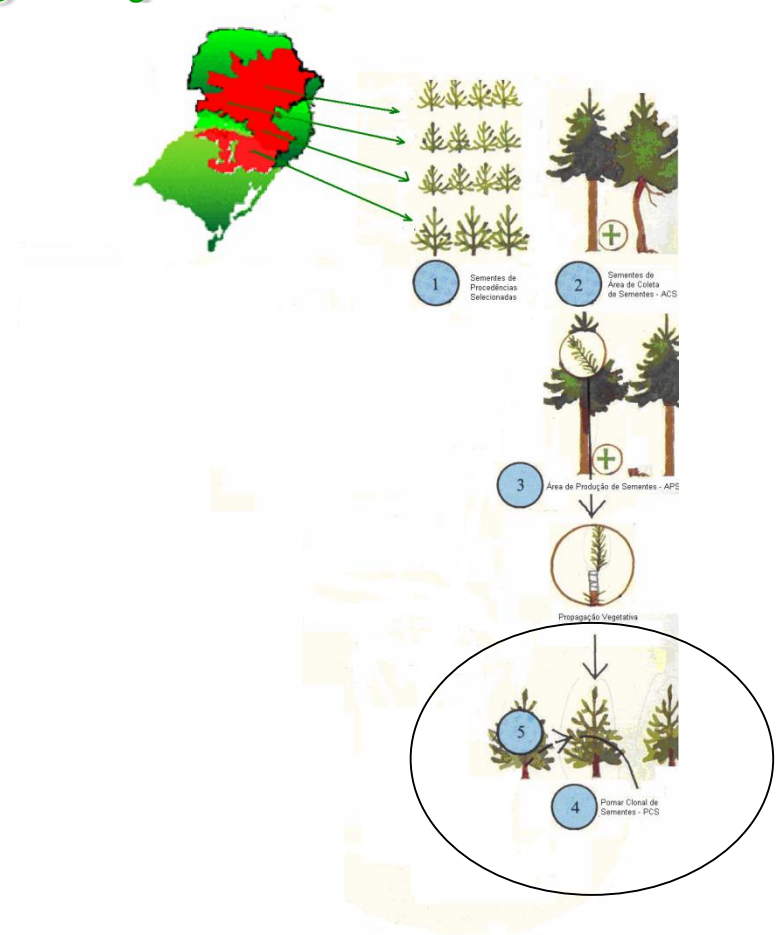 1
Sementes de
Procedências
Selecionadas
2
Sementes de
Área de Coleta
de Sementes - ACS
3
Área de Produção de Sementes - APS
Propagação Vegetativa
5
4
Pomar Clonal de
Sementes - PCS